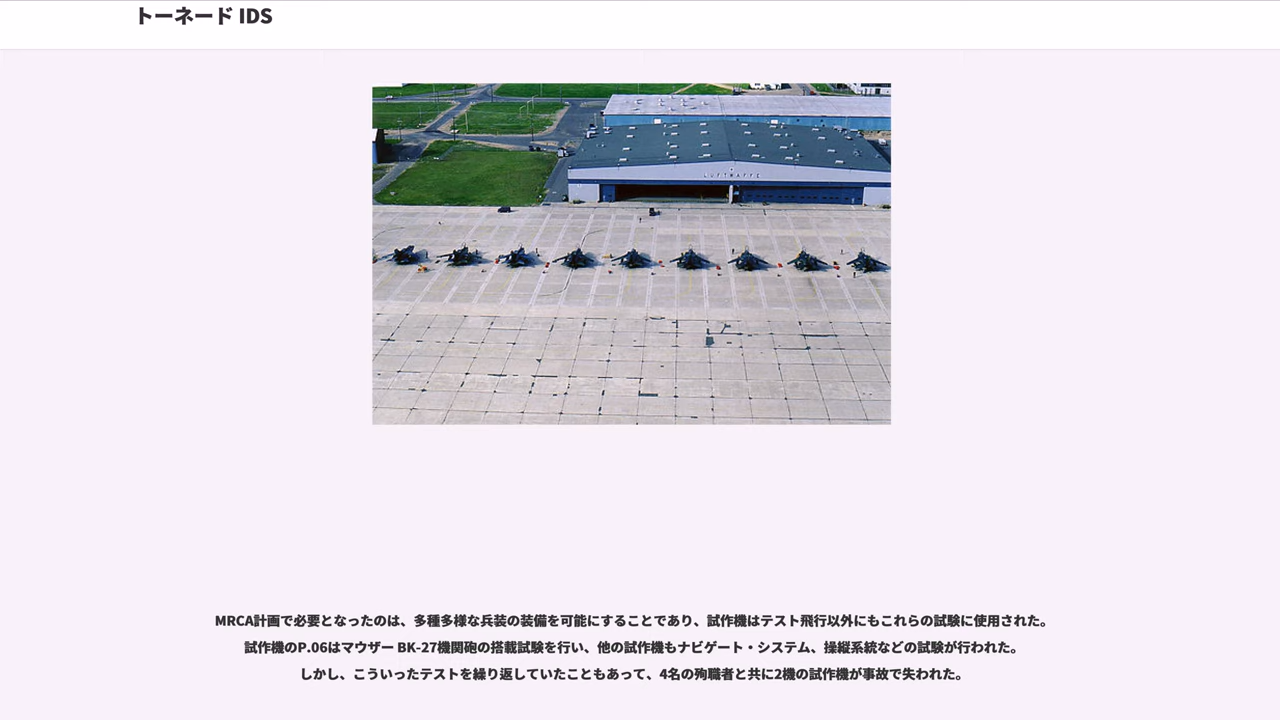 トーネード IDS
LUFTWAFFE
MRCA計画で必要となったのは、多種多様な兵装の装備を可能にすることであり、試作機はテスト飛行以外にもこれらの試験に使用された。
試作機のP.06はマウザー BK-27機関砲の搭載試験を行い、他の試作機もナビゲート・システム、操縦系統などの試験が行われた。
しかし、こういったテストを繰り返していたこともあって、4名の殉職者と共に2機の試作機が事故で失われた。